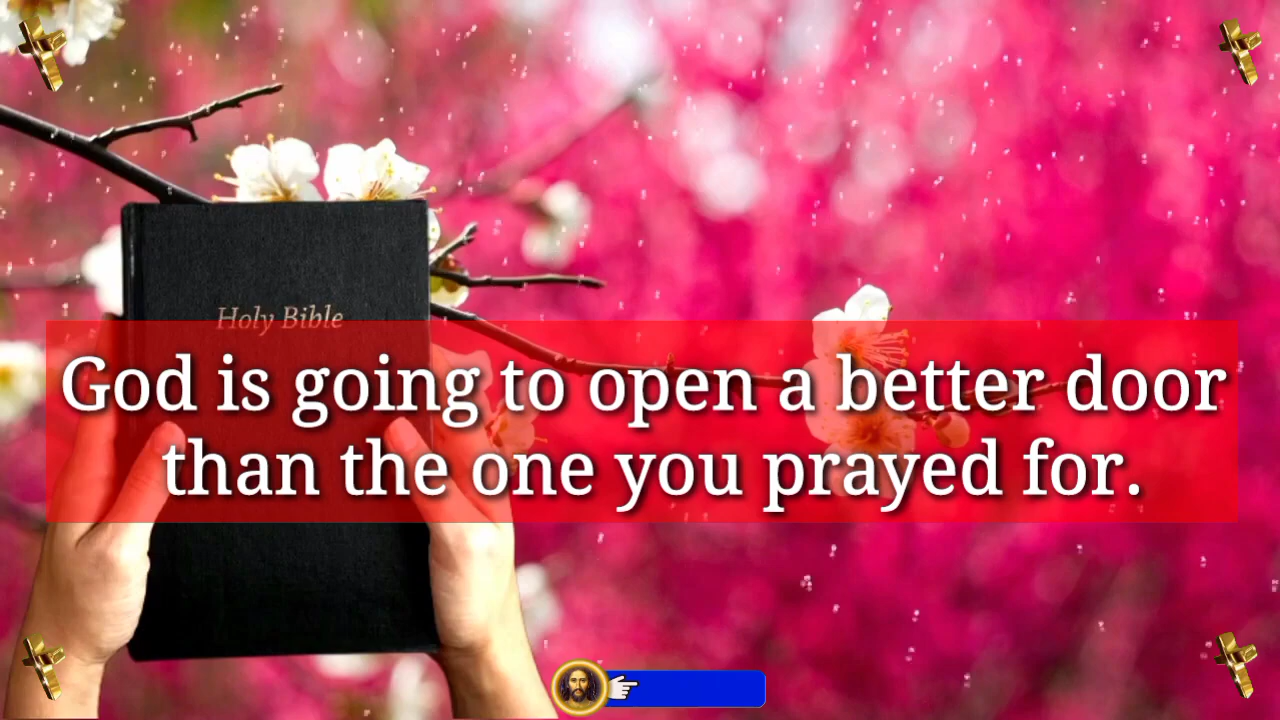 Holy Bible
God is going to open a better door
than the one you prayed for.